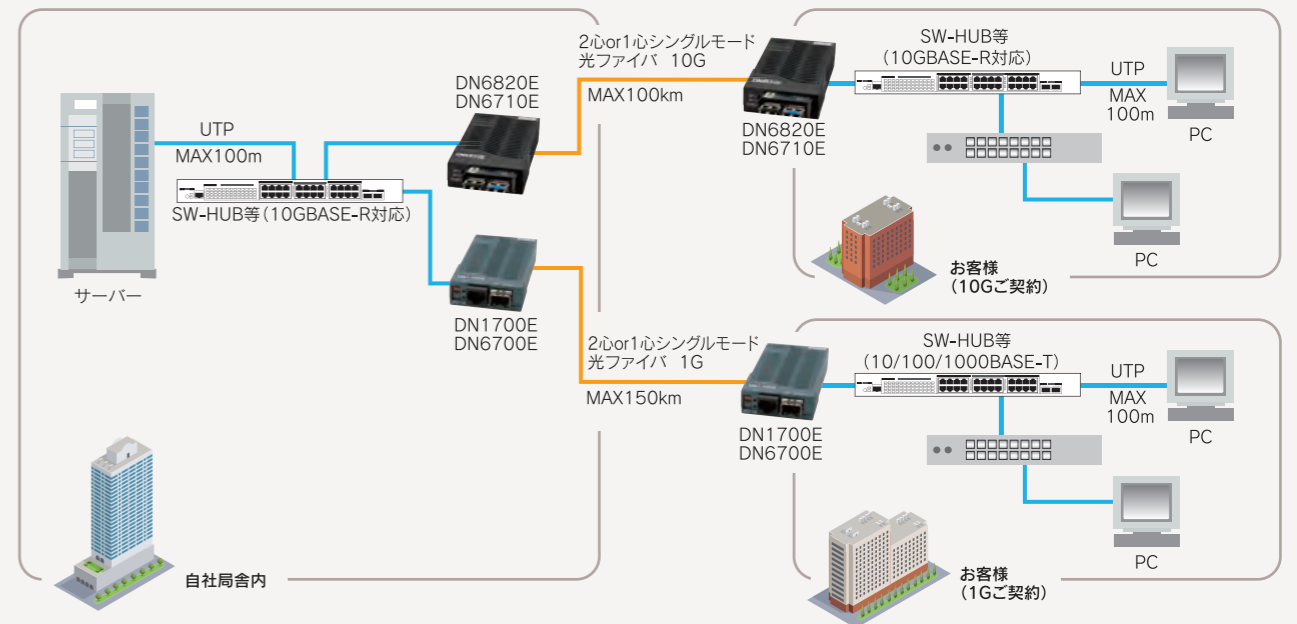 サーバー
UTP
MAX100m
SW-HUB等(10GBASE-R対応)
DN6820E
DN6710E
DN1700E
DN6700E
自社局舎内
2心or1心シングルモード
光ファイバ 10G
MAX100km
2心or1心シングルモード
光ファイバ 1G
MAX150km
DN6820E
DN6710E
SW-HUB等
(10GBASE-R対応)
UTP
MAX
100m
PC
PC
お客様
(10Gご契約)
DN1700E
DN6700E
SW-HUB等
(10/100/1000BASE-T)
UTP
MAX
100m
PC
PC
お客様
(1Gご契約)